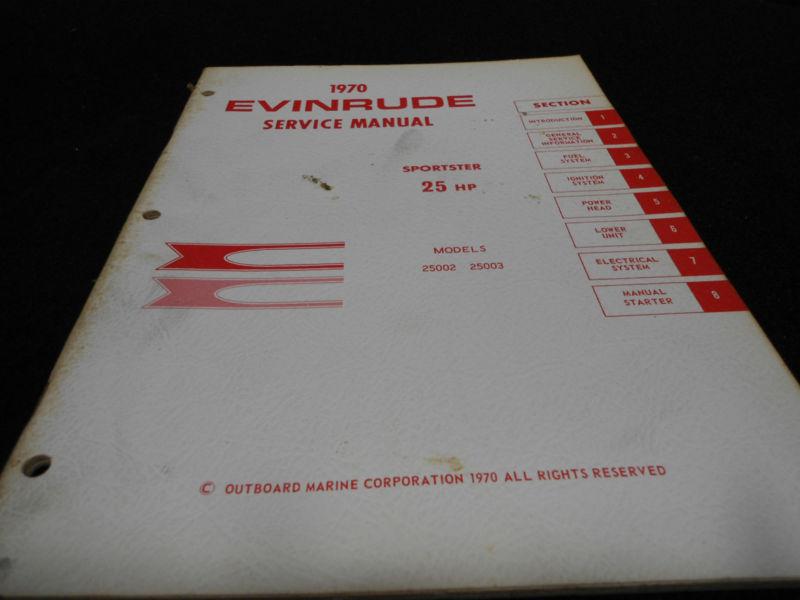 1970
EVINRUDE
SERVICE MANUAL
SPORTSTER
25 HP
MODELS
25002 25003
SECTION
INTRODUCTION 1
GENERAL
SERVICE
INFORMATION 2
FUEL
SYSTEM 3
IGNITION
SYSTEM 4
POWER
HEAD 5
LOWER
UNIT 6
ELECTRICAL
SYSTEM 7
MANUAL
STARTER 8
© OUTBOARD MARINE CORPORATION 1970 ALL RIGHTS RESERVED